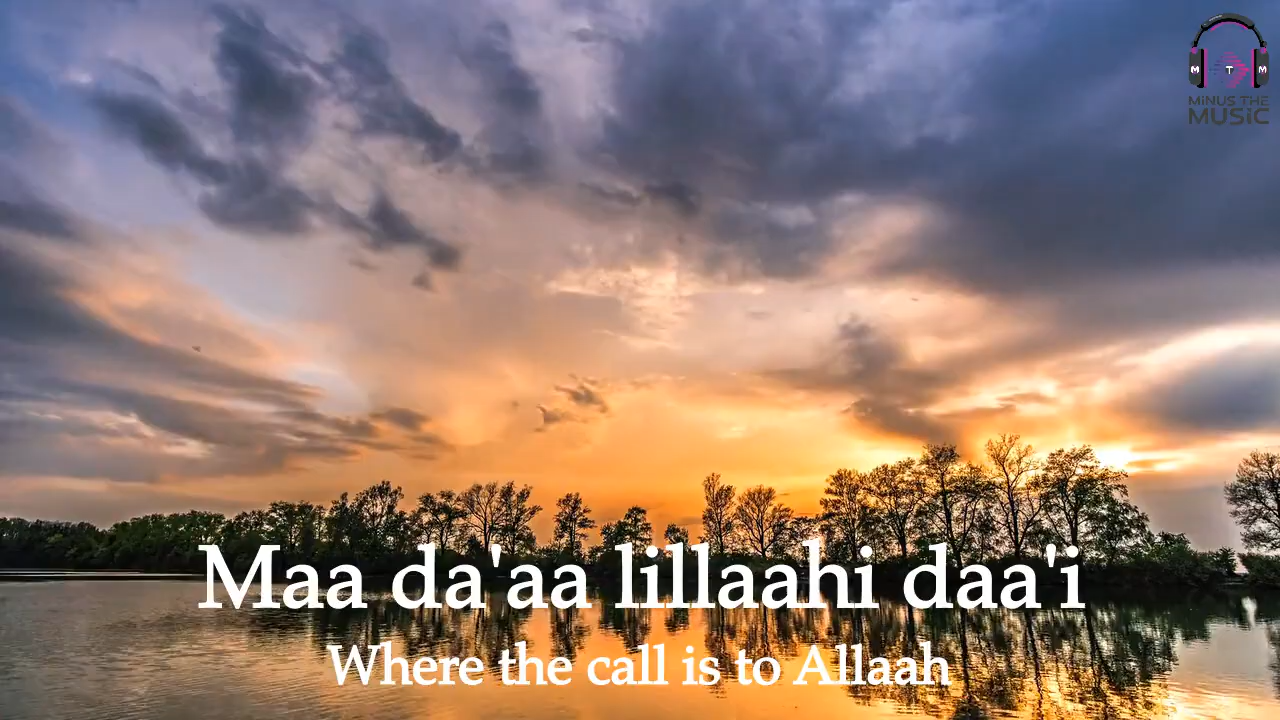 M T M
MiNUS THE
MUSiC
Maa da'aa lillaahi daa'i
Where the call is to Allaah